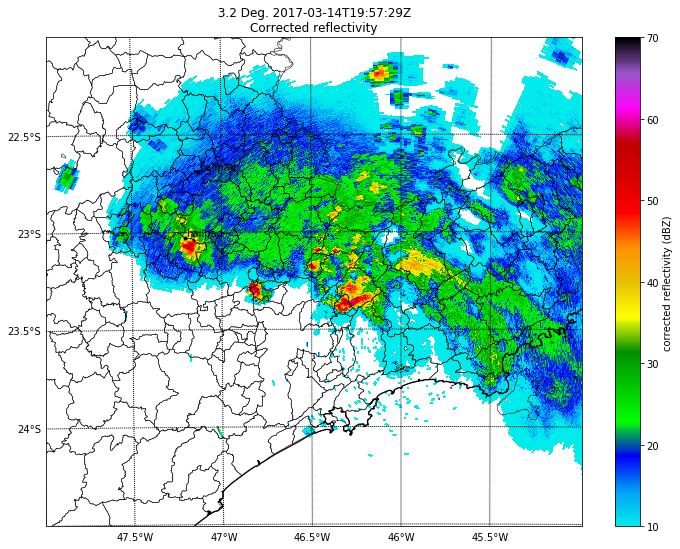 3.2 Deg. 2017-03-14T19:57:29Z
Corrected reflectivity
22.5°S
23°S
23.5°S
24°S
47.5°W
47°W
46.5°W
46°W
45.5°W
70
60
50
40
30
20
10
corrected reflectivity (dBZ)